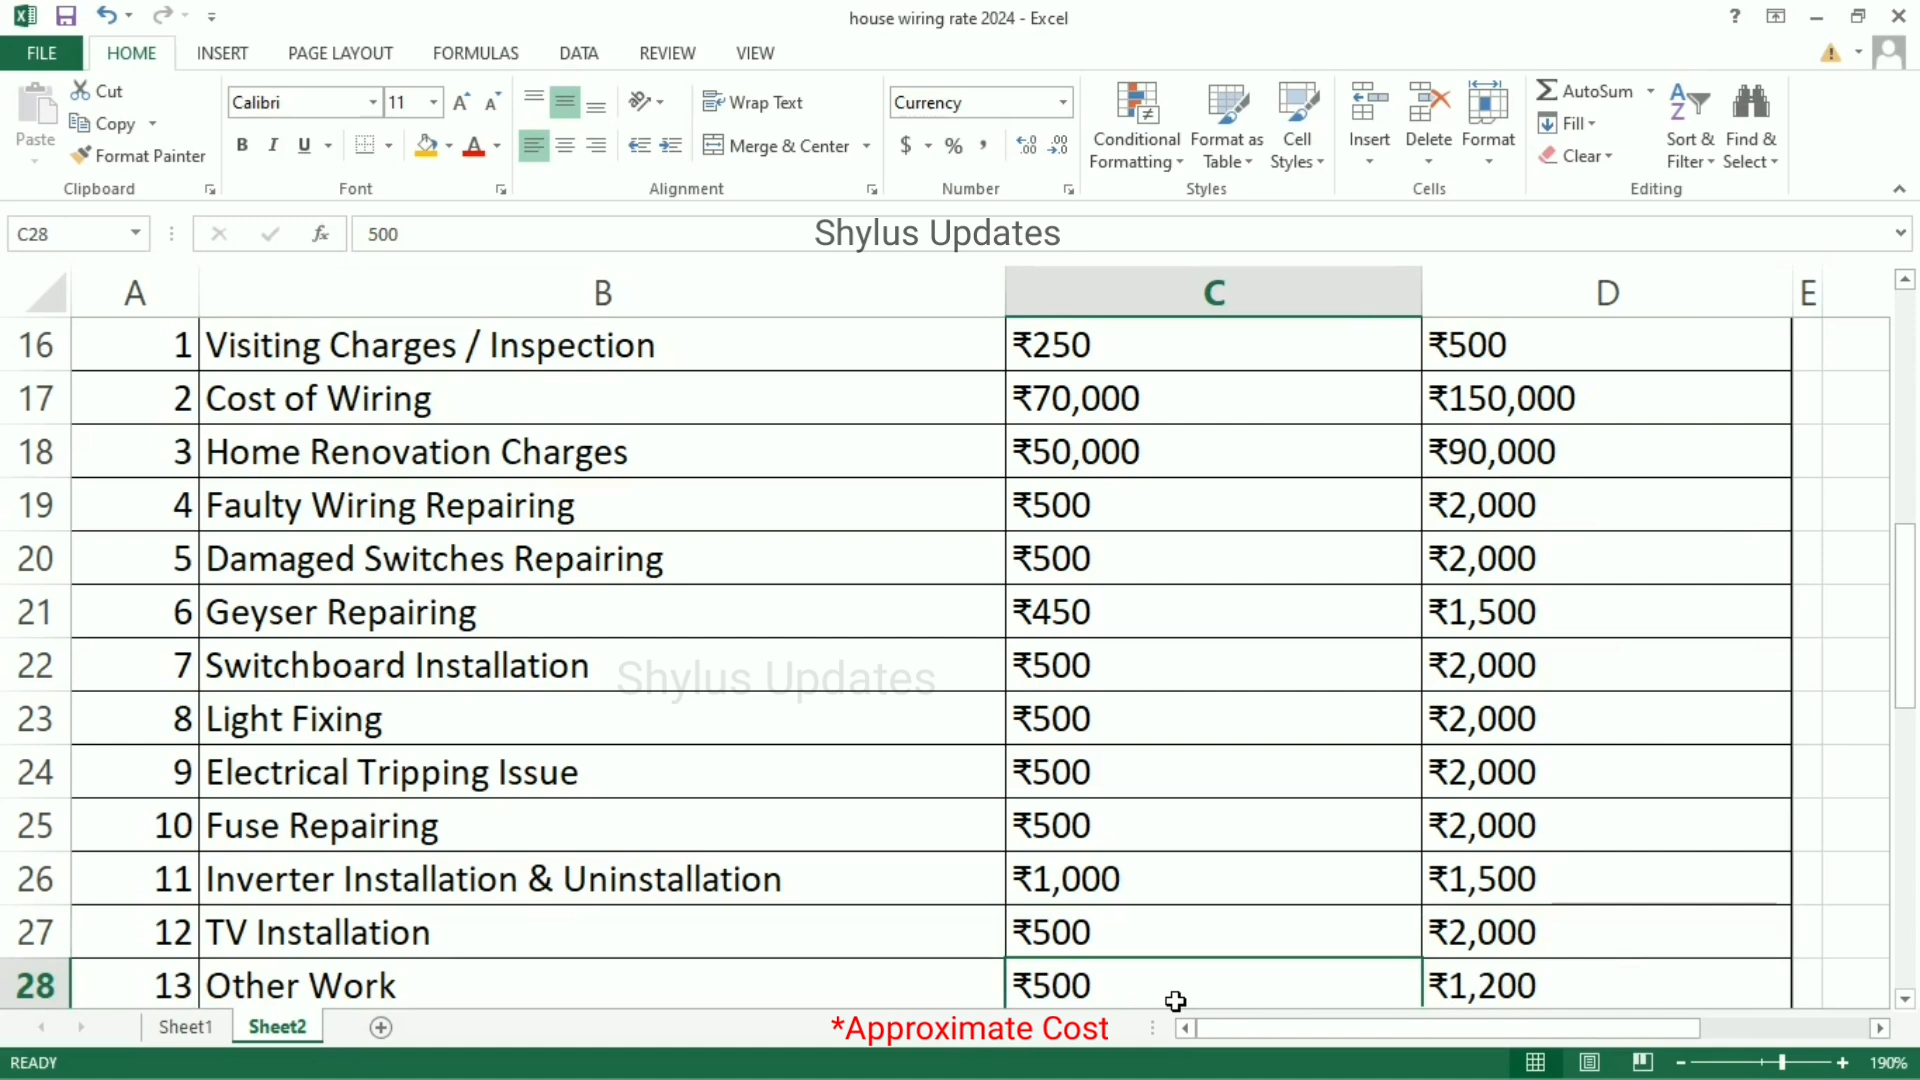 house wiring rate 2024 - Excel
FILE HOME INSERT PAGE LAYOUT FORMULAS DATA REVIEW VIEW
Paste
Cut
Copy
Format Painter
Clipboard
Calibri 11
B I U
Font
Wrap Text
Merge & Center
Alignment
Currency
$ % ,
Number
Conditional Formatting
Format as Table
Cell Styles
Styles
Insert Delete Format
Cells
AutoSum
Fill
Clear
Sort & Filter
Find & Select
Editing
C28 fx 500
Shylus Updates
A B C D E
16 1 Visiting Charges / Inspection ₹250 ₹500
17 2 Cost of Wiring ₹70,000 ₹150,000
18 3 Home Renovation Charges ₹50,000 ₹90,000
19 4 Faulty Wiring Repairing ₹500 ₹2,000
20 5 Damaged Switches Repairing ₹500 ₹2,000
21 6 Geyser Repairing ₹450 ₹1,500
22 7 Switchboard Installation ₹500 ₹2,000
Shylus Updates
23 8 Light Fixing ₹500 ₹2,000
24 9 Electrical Tripping Issue ₹500 ₹2,000
25 10 Fuse Repairing ₹500 ₹2,000
26 11 Inverter Installation & Uninstallation ₹1,000 ₹1,500
27 12 TV Installation ₹500 ₹2,000
28 13 Other Work ₹500 ₹1,200
Sheet1 Sheet2
*Approximate Cost
READY
190%